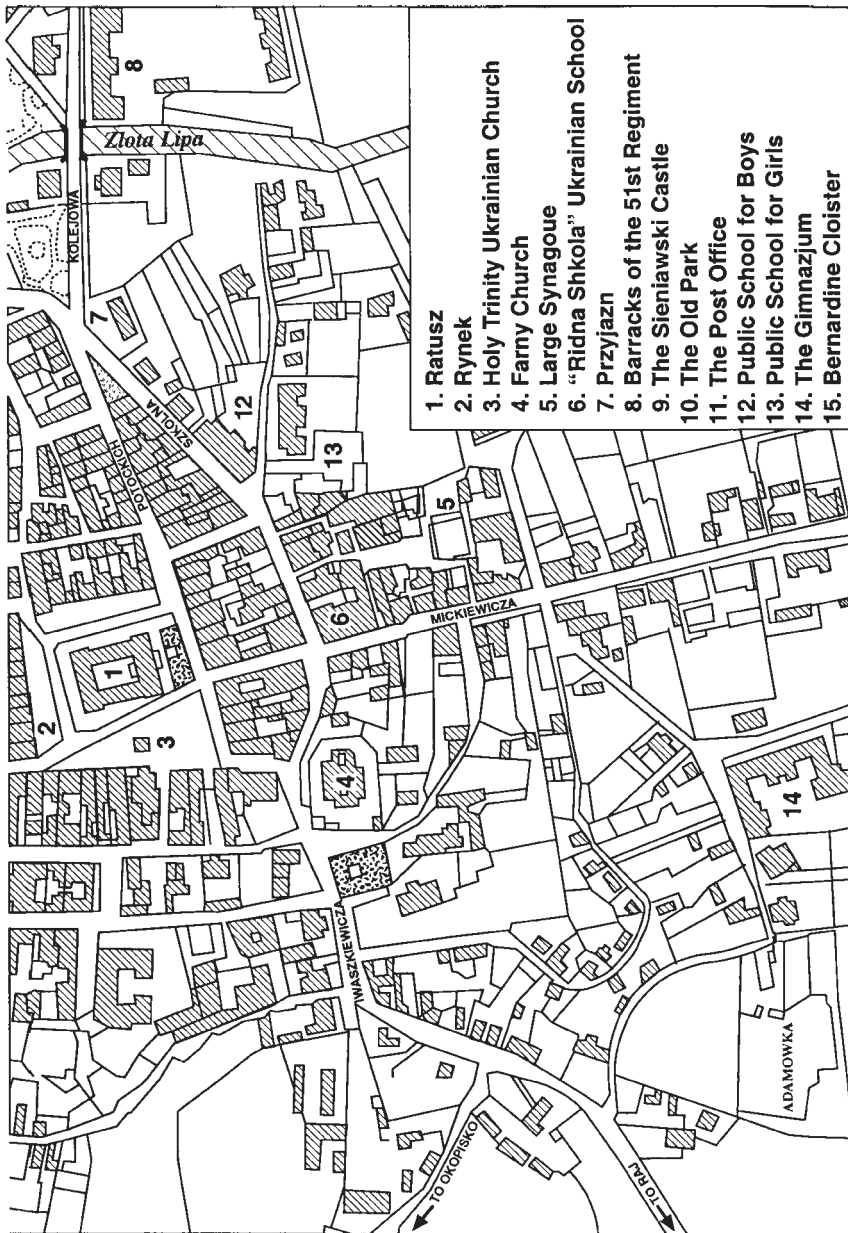 8
Zlota Lipa
KOLEJOWA
7
SZKOLNA
POTOCKICH
12
13
5
6
MICKIEWICZA
1
2
3
4
14
IWASZKIEWICZA
ADAMOWKA
TO OKOPISKO
TO RAJ
1. Ratusz
2. Rynek
3. Holy Trinity Ukrainian Church
4. Farny Church
5. Large Synagoue
6. “Ridna Shkola” Ukrainian School
7. Przyjazn
8. Barracks of the 51st Regiment
9. The Sieniawski Castle
10. The Old Park
11. The Post Office
12. Public School for Boys
13. Public School for Girls
14. The Gimnazjum
15. Bernardine Cloister